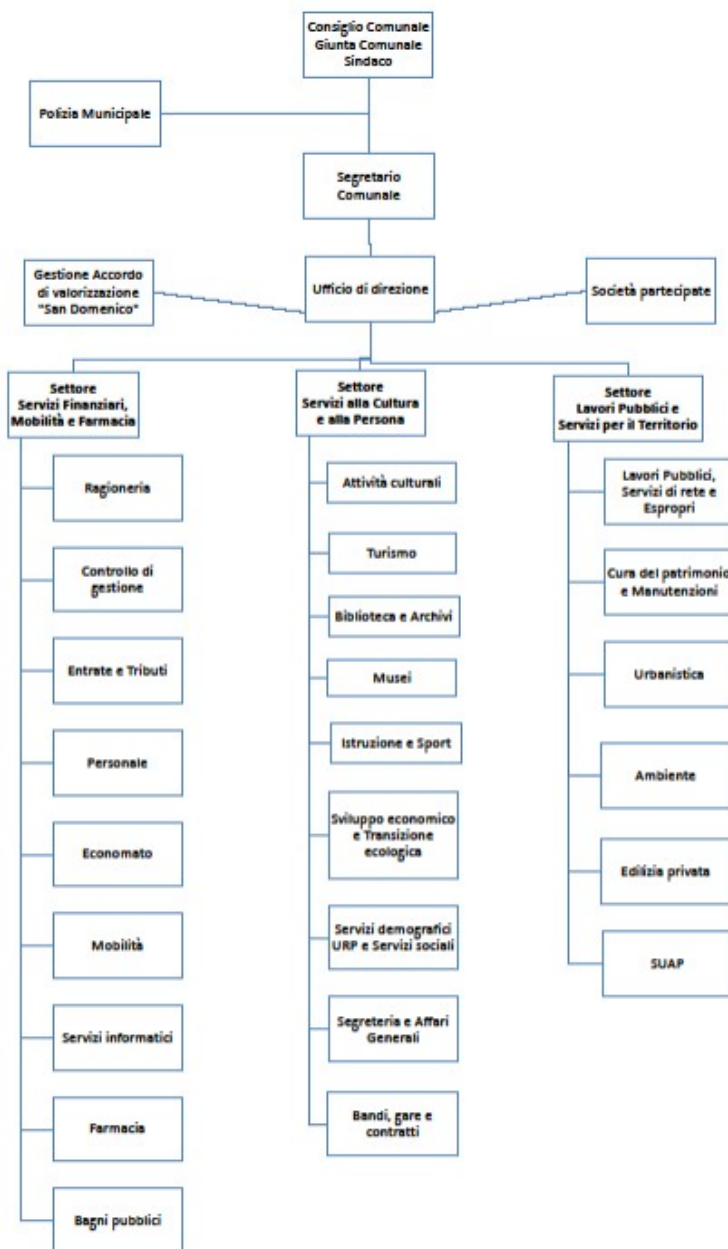 Consiglio Comunale
Giunta Comunale
Sindaco
Polizia Municipale
Segretario
Comunale
Gestione Accordo
di valorizzazione
"San Domenico"
Ufficio di direzione
Società partecipate
Settore
Servizi Finanziari,
Mobilità e Farmacia
Settore
Servizi alla Cultura
e alla Persona
Settore
Lavori Pubblici e
Servizi per il Territorio
Ragioneria
Controllo di
gestione
Entrate e Tributi
Personale
Economato
Mobilità
Servizi informatici
Farmacia
Bagni pubblici
Attività culturali
Turismo
Biblioteca e Archivi
Musei
Istruzione e Sport
Sviluppo economico
e Transizione
ecologica
Servizi demografici
URP e Servizi sociali
Segreteria e Affari
Generali
Bandi, gare e
contratti
Lavori Pubblici,
Servizi di rete e
Espropri
Cura del patrimonio
e Manutenzioni
Urbanistica
Ambiente
Edilizia privata
SUAP